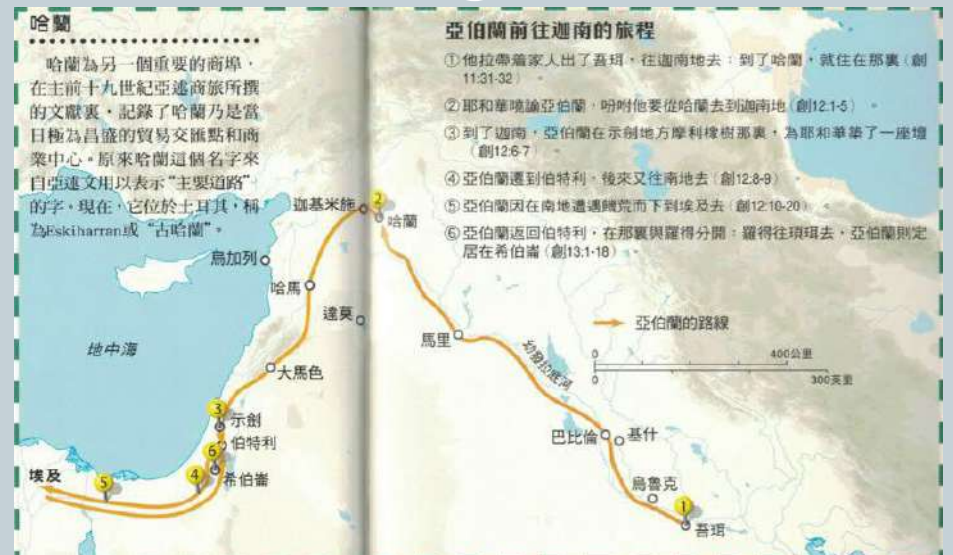 哈蘭
哈蘭為另一個重要的商埠，
在主前十九世紀亞述商旅所撰
的文獻裏，記錄了哈蘭乃是當
日極為昌盛的貿易交匯點和商
業中心。原來哈蘭這個名字來
自亞述文用以表示“主要道路”
的字，現在，它位於土耳其，稱
為Eskiharran或“古哈蘭”。
亞伯蘭前往迦南的旅程
①他拉帶着家人出了吾珥，往迦南地去；到了哈蘭，就住在那裏（創
11:31-32）。
②耶和華曉諭亞伯蘭，吩咐他要從哈蘭去到迦南地（創12:1-5）。
③到了迦南，亞伯蘭在示劍地方摩利橡樹那裏，為耶和華築了一座壇
（創12:6-7）。
④亞伯蘭遷到伯特利，後來又往南地去（創12:8-9）。
⑤亞伯蘭因在南地遭遇饑荒而下到埃及去（創12:10-20）。
⑥亞伯蘭返回伯特利，在那裏與羅得分開；羅得往瑣珥去，亞伯蘭則定
居在希伯崙（創13:1-18）。
迦基米施
2
哈蘭
烏加列
哈馬
達莫
馬里
亞伯蘭的路線
0
400公里
0
300英里
地中海
大馬色
幼發拉底河
3
示劍
伯特利
6
希伯崙
4
5
埃及
巴比倫
基什
烏魯克
1
吾珥